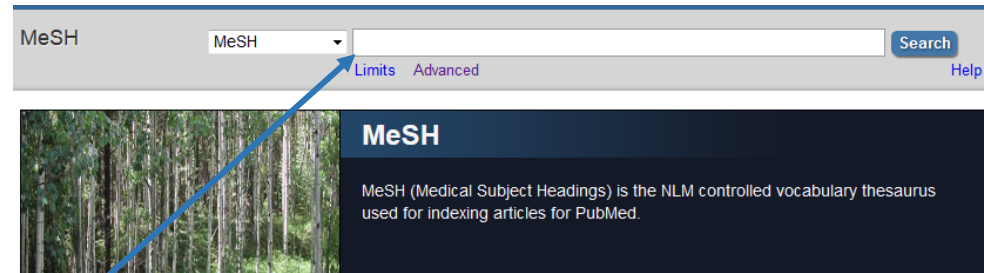 MeSH
MeSH Search
Limits Advanced Help
MeSH
MeSH (Medical Subject Headings) is the NLM controlled vocabulary thesaurus
used for indexing articles for PubMed.